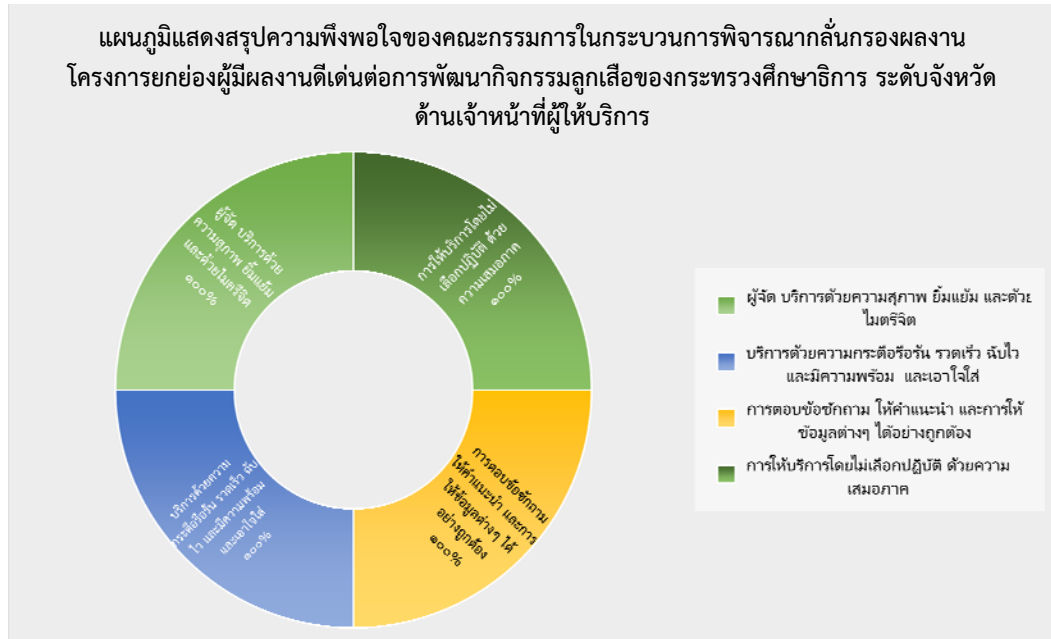 แผนภูมิแสดงสรุปความพึงพอใจของคณะกรรมการในกระบวนการพิจารณากลั่นกรองผลงาน
โครงการยกย่องผู้มีผลงานดีเด่นต่อการพัฒนากิจกรรมลูกเสือของกระทรวงศึกษาธิการ ระดับจังหวัด
ด้านเจ้าหน้าที่ผู้ให้บริการ
ผู้จัด บริการด้วย
ความสุภาพ ยิ้มแย้ม
และด้วยไมตรีจิต
๑๐๐%
การให้บริการโดยไม่
เลือกปฏิบัติ ด้วย
ความเสมอภาค
๑๐๐%
บริการด้วยความ
กระตือรือร้น รวดเร็ว ฉับ
ไว และมีความพร้อม
และเอาใจใส่
๑๐๐%
การตอบข้อซักถาม
ให้คำแนะนำ และการ
ให้ข้อมูลต่างๆ ได้
อย่างถูกต้อง
๑๐๐%
ผู้จัด บริการด้วยความสุภาพ ยิ้มแย้ม และด้วย
ไมตรีจิต
บริการด้วยความกระตือรือร้น รวดเร็ว ฉับไว
และมีความพร้อม และเอาใจใส่
การตอบข้อซักถาม ให้คำแนะนำ และการให้
ข้อมูลต่างๆ ได้อย่างถูกต้อง
การให้บริการโดยไม่เลือกปฏิบัติ ด้วยความ
เสมอภาค